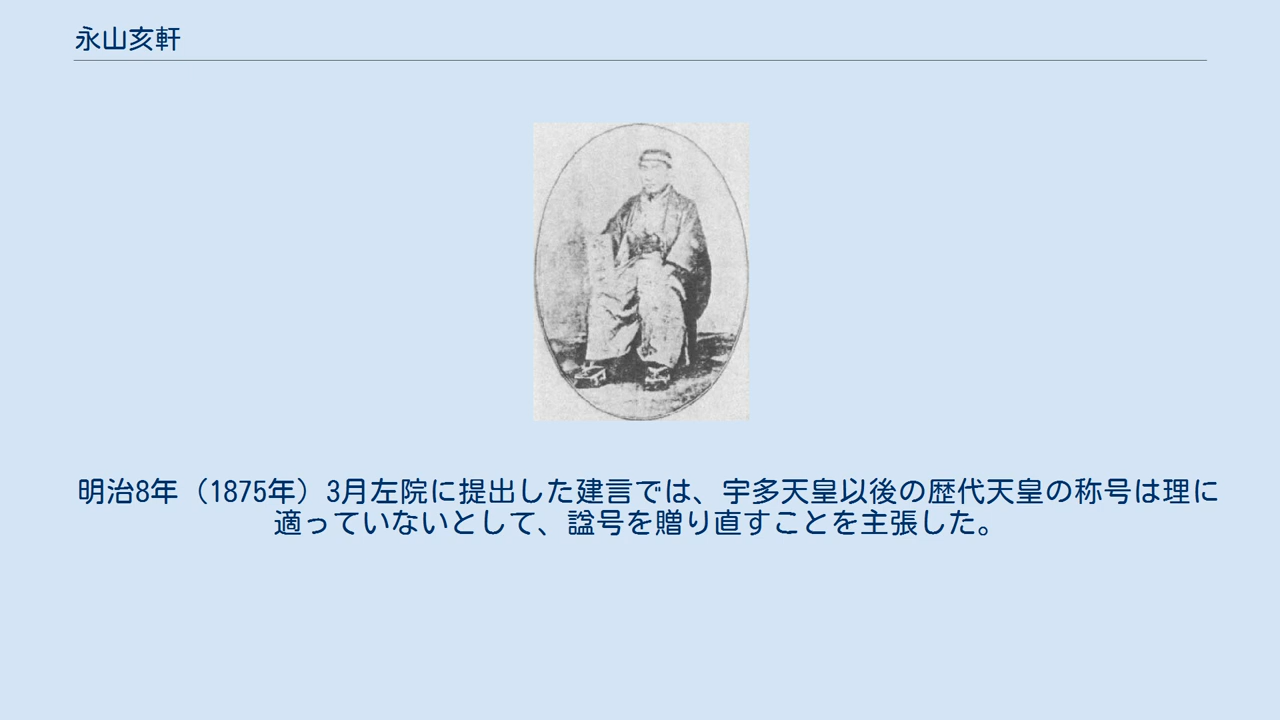 永山亥軒
明治8年（1875年）3月左院に提出した建言では、宇多天皇以後の歴代天皇の称号は理に
適っていないとして、諡号を贈り直すことを主張した。